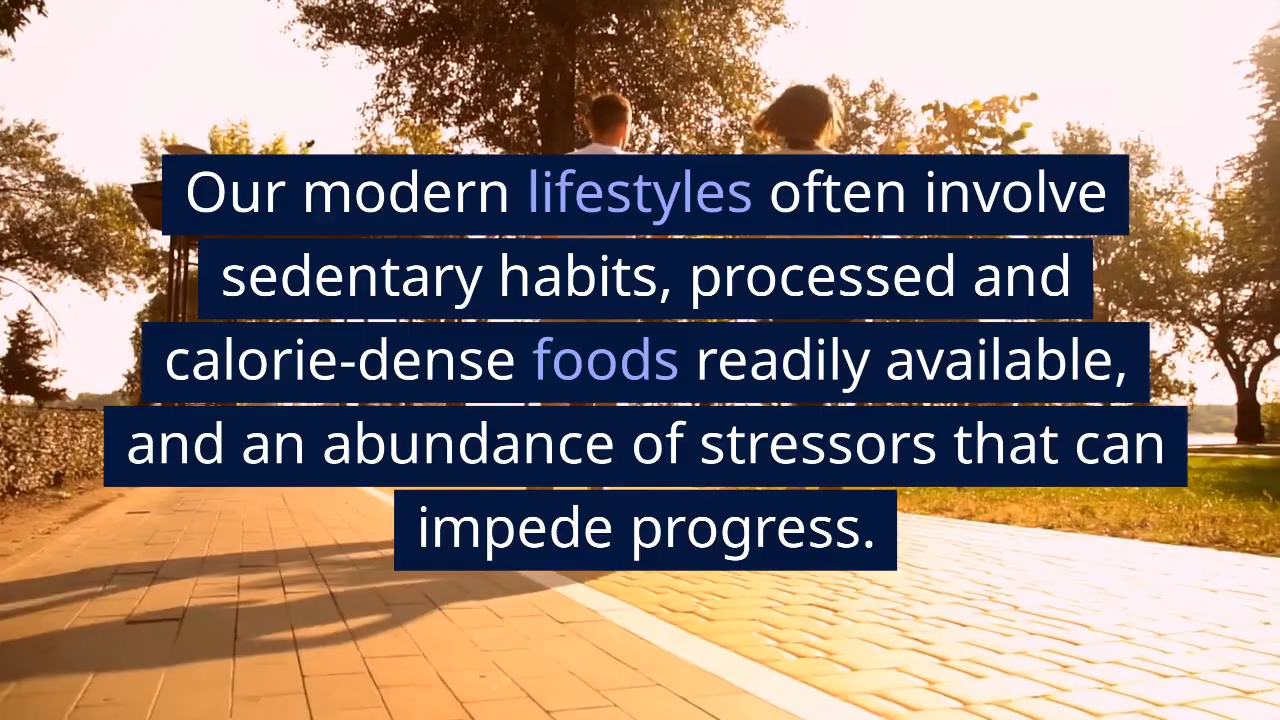 Our modern lifestyles often involve
sedentary habits, processed and
calorie-dense foods readily available,
and an abundance of stressors that can
impede progress.